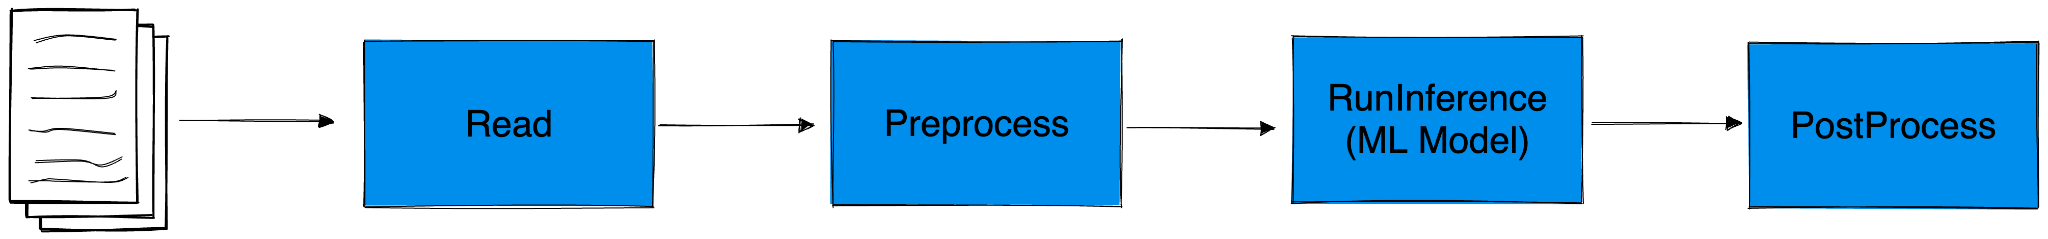 Read
Preprocess
RunInference
(ML Model)
PostProcess